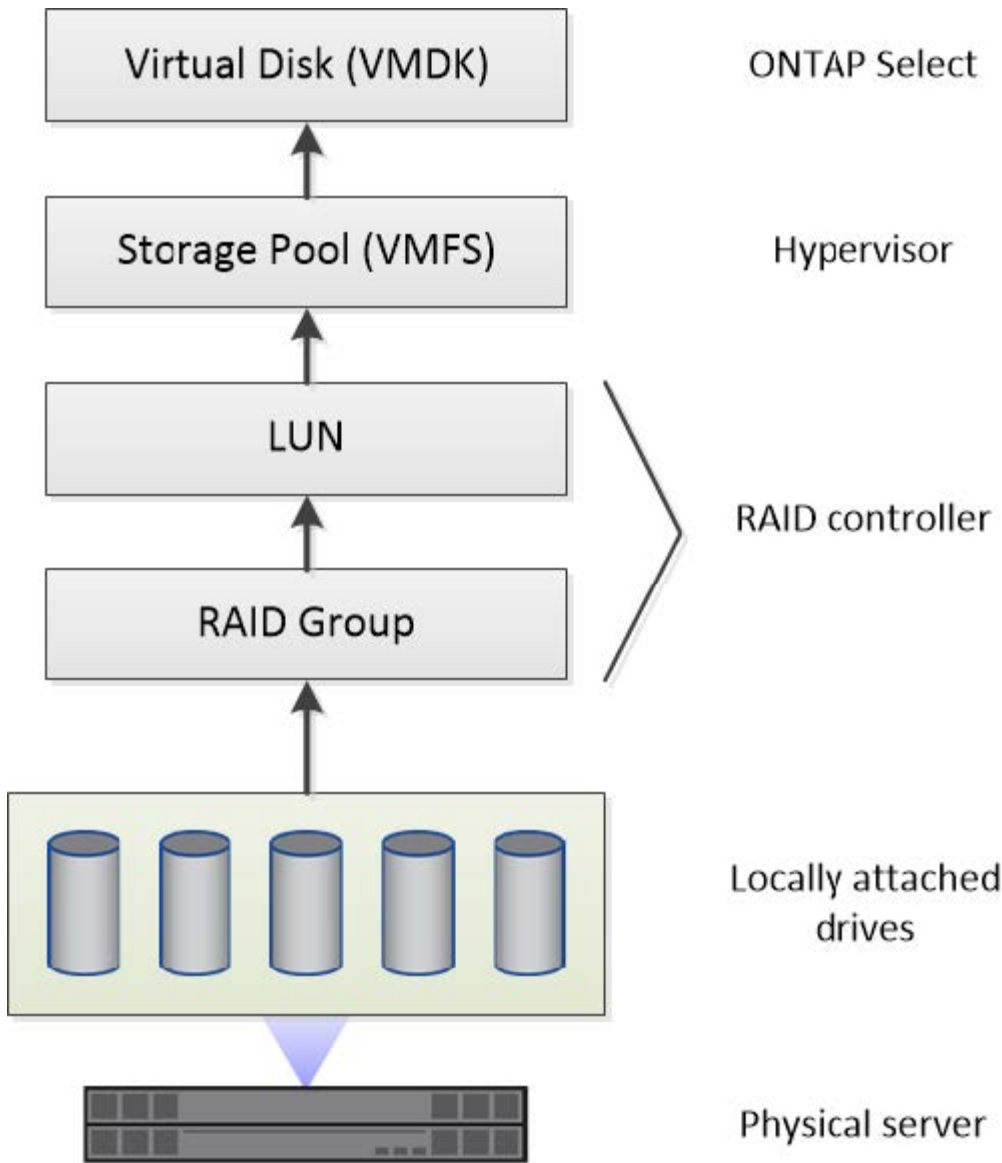 Virtual Disk (VMDK)
ONTAP Select
Storage Pool (VMFS)
Hypervisor
LUN
RAID controller
RAID Group
Locally attached
drives
Physical server